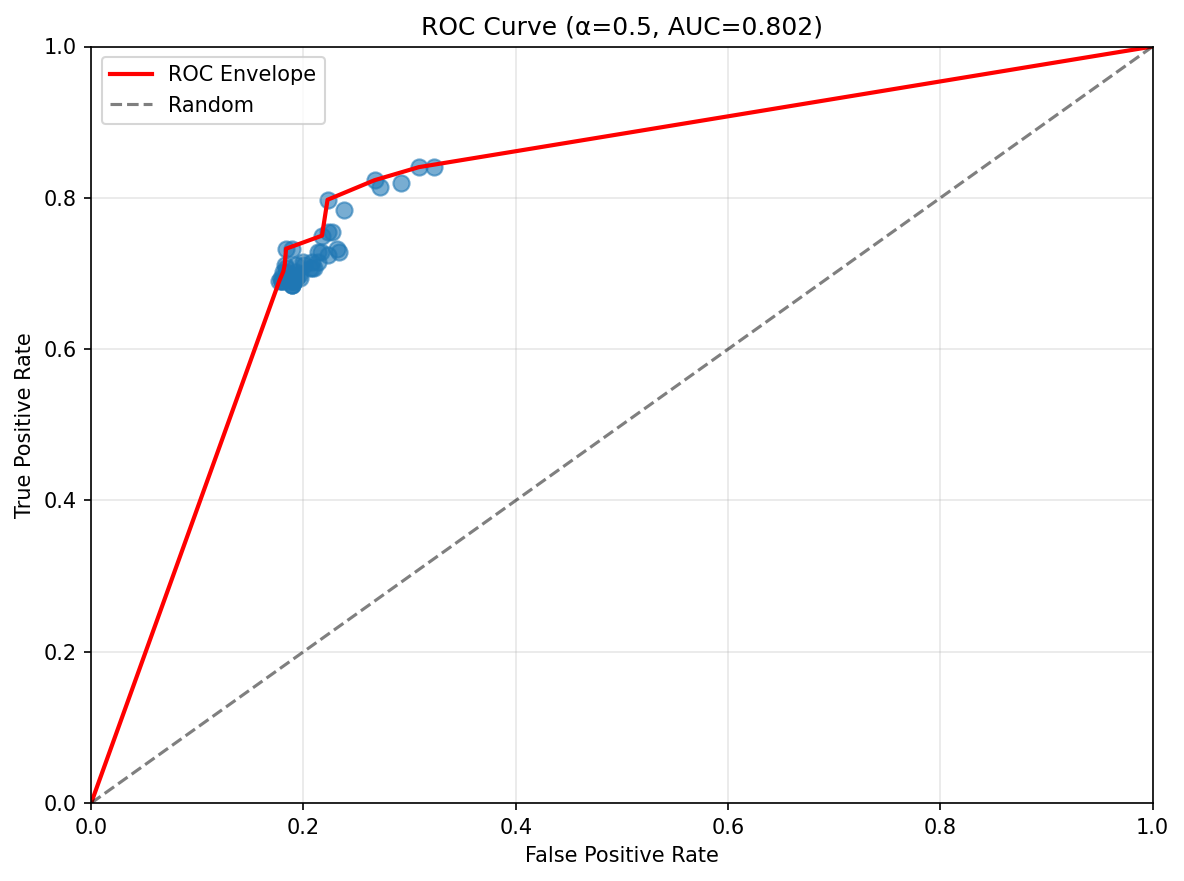 ROC Curve (α=0.5, AUC=0.802)
ROC Envelope
Random
1.0
0.8
0.6
0.4
0.2
0.0
True Positive Rate
0.0 0.2 0.4 0.6 0.8 1.0
False Positive Rate